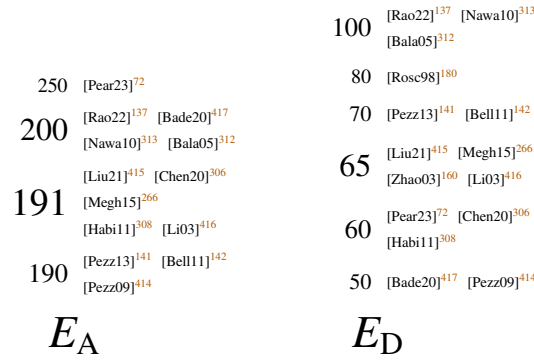 250 [Pear23]72
200 [Rao22]137 [Bade20]417
[Nawa10]313 [Bala05]312
191 [Liu21]415 [Chen20]306
[Megh15]266
[Habi11]308 [Li03]416
190 [Pezz13]141 [Bell11]142
[Pezz09]414
EA
100 [Rao22]137 [Nawa10]313
[Bala05]312
80 [Rosc98]180
70 [Pezz13]141 [Bell11]142
65 [Liu21]415 [Megh15]266
[Zhao03]160 [Li03]416
60 [Pear23]72 [Chen20]306
[Habi11]308
50 [Bade20]417 [Pezz09]414
ED